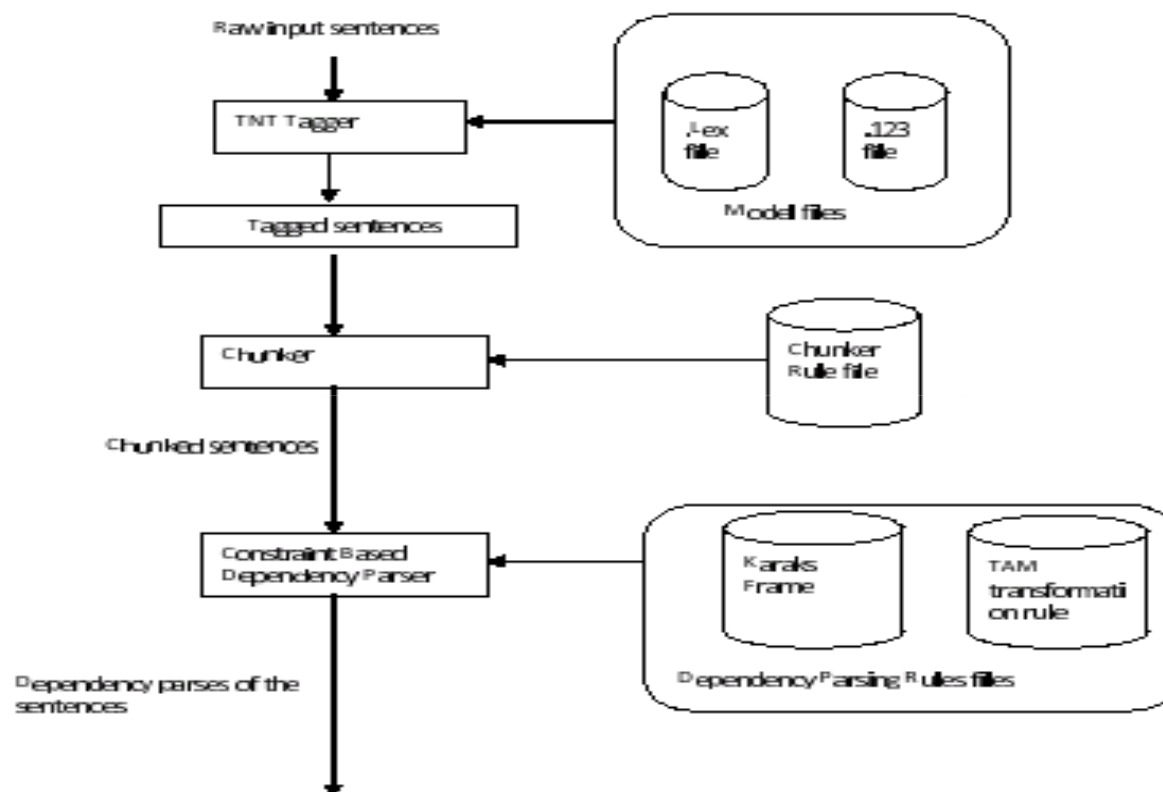 Raw input sentences
TNT Tagger
.Lex
file
.123
file
Model files
Tagged sentences
Chunker
Chunker
Rule file
Chunked sentences
Constraint Based
Dependency Parser
Karaks
Frame
TAM
transformati
on rule
Dependency Parsing Rules files
Dependency parses of the
sentences